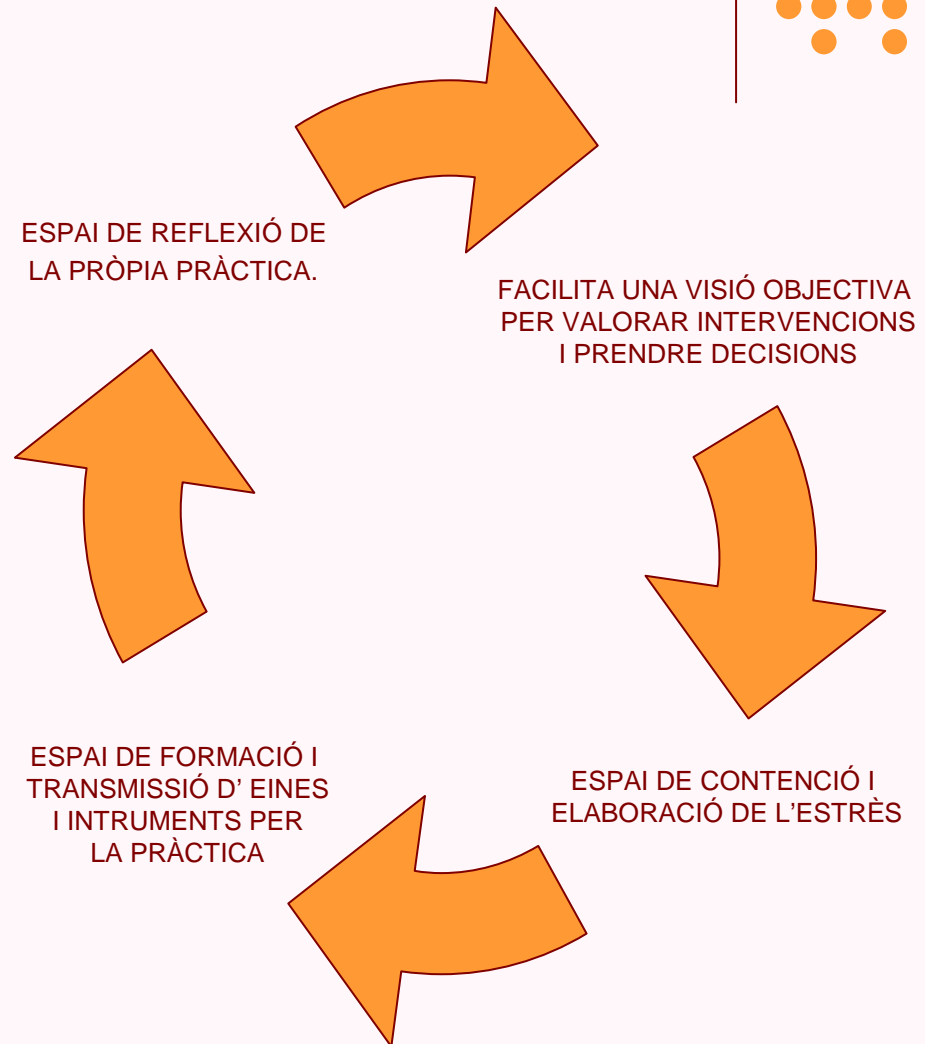 ESPAI DE REFLEXIÓ DE
LA PRÒPIA PRÀCTICA.
FACILITA UNA VISIÓ OBJECTIVA
PER VALORAR INTERVENCIONS
I PRENDRE DECISIONS
ESPAI DE CONTENCIÓ I
ELABORACIÓ DE L'ESTRÈS
ESPAI DE FORMACIÓ I
TRANSMISSIÓ D' EINES
I INTRUMENTS PER
LA PRÀCTICA